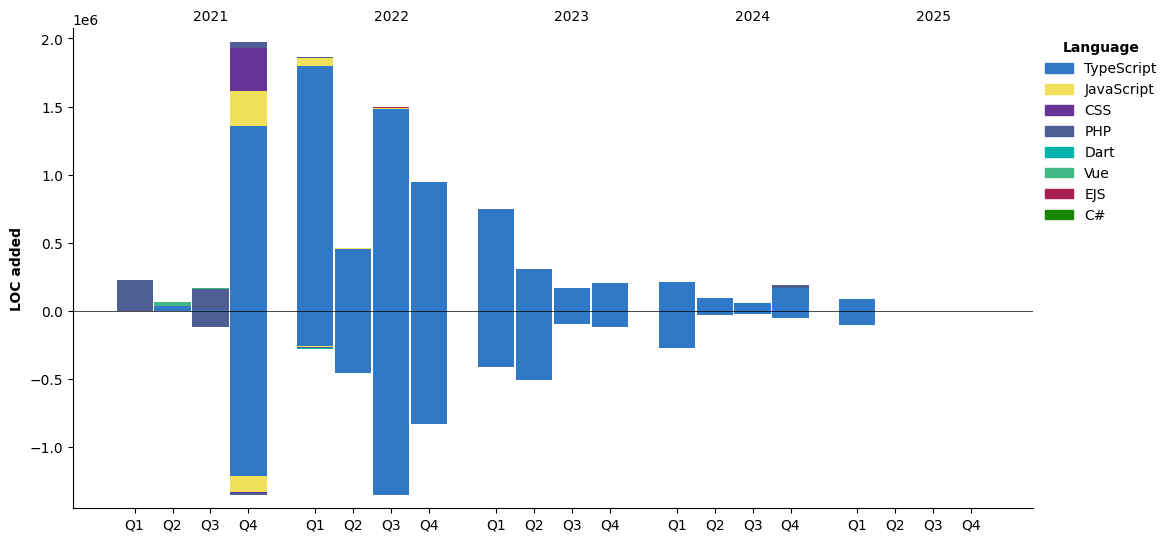 1e6
2021 2022 2023 2024 2025
2.0
1.5
1.0
0.5
0.0
−0.5
−1.0
LOC added
Q1 Q2 Q3 Q4 Q1 Q2 Q3 Q4 Q1 Q2 Q3 Q4 Q1 Q2 Q3 Q4 Q1 Q2 Q3 Q4
Language
TypeScript
JavaScript
CSS
PHP
Dart
Vue
EJS
C#